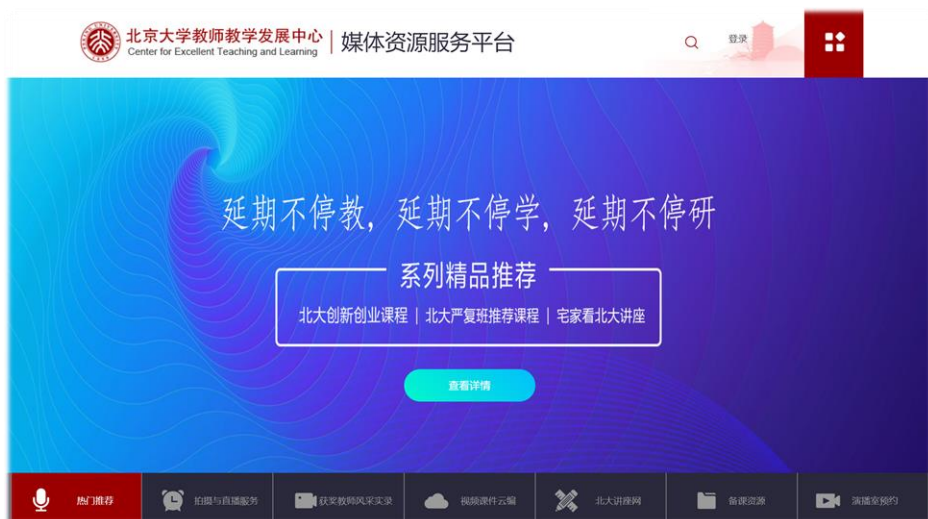 北京大学教师教学发展中心
Center for Excellent Teaching and Learning
媒体资源服务平台
登录
延期不停教，延期不停学，延期不停研
系列精品推荐
北大创新创业课程 | 北大严复班推荐课程 | 宅家看北大讲座
查看详情
热门推荐
拍摄与直播服务
获奖教师风采实录
视频课件云编
北大讲座网
备课资源
演播室预约